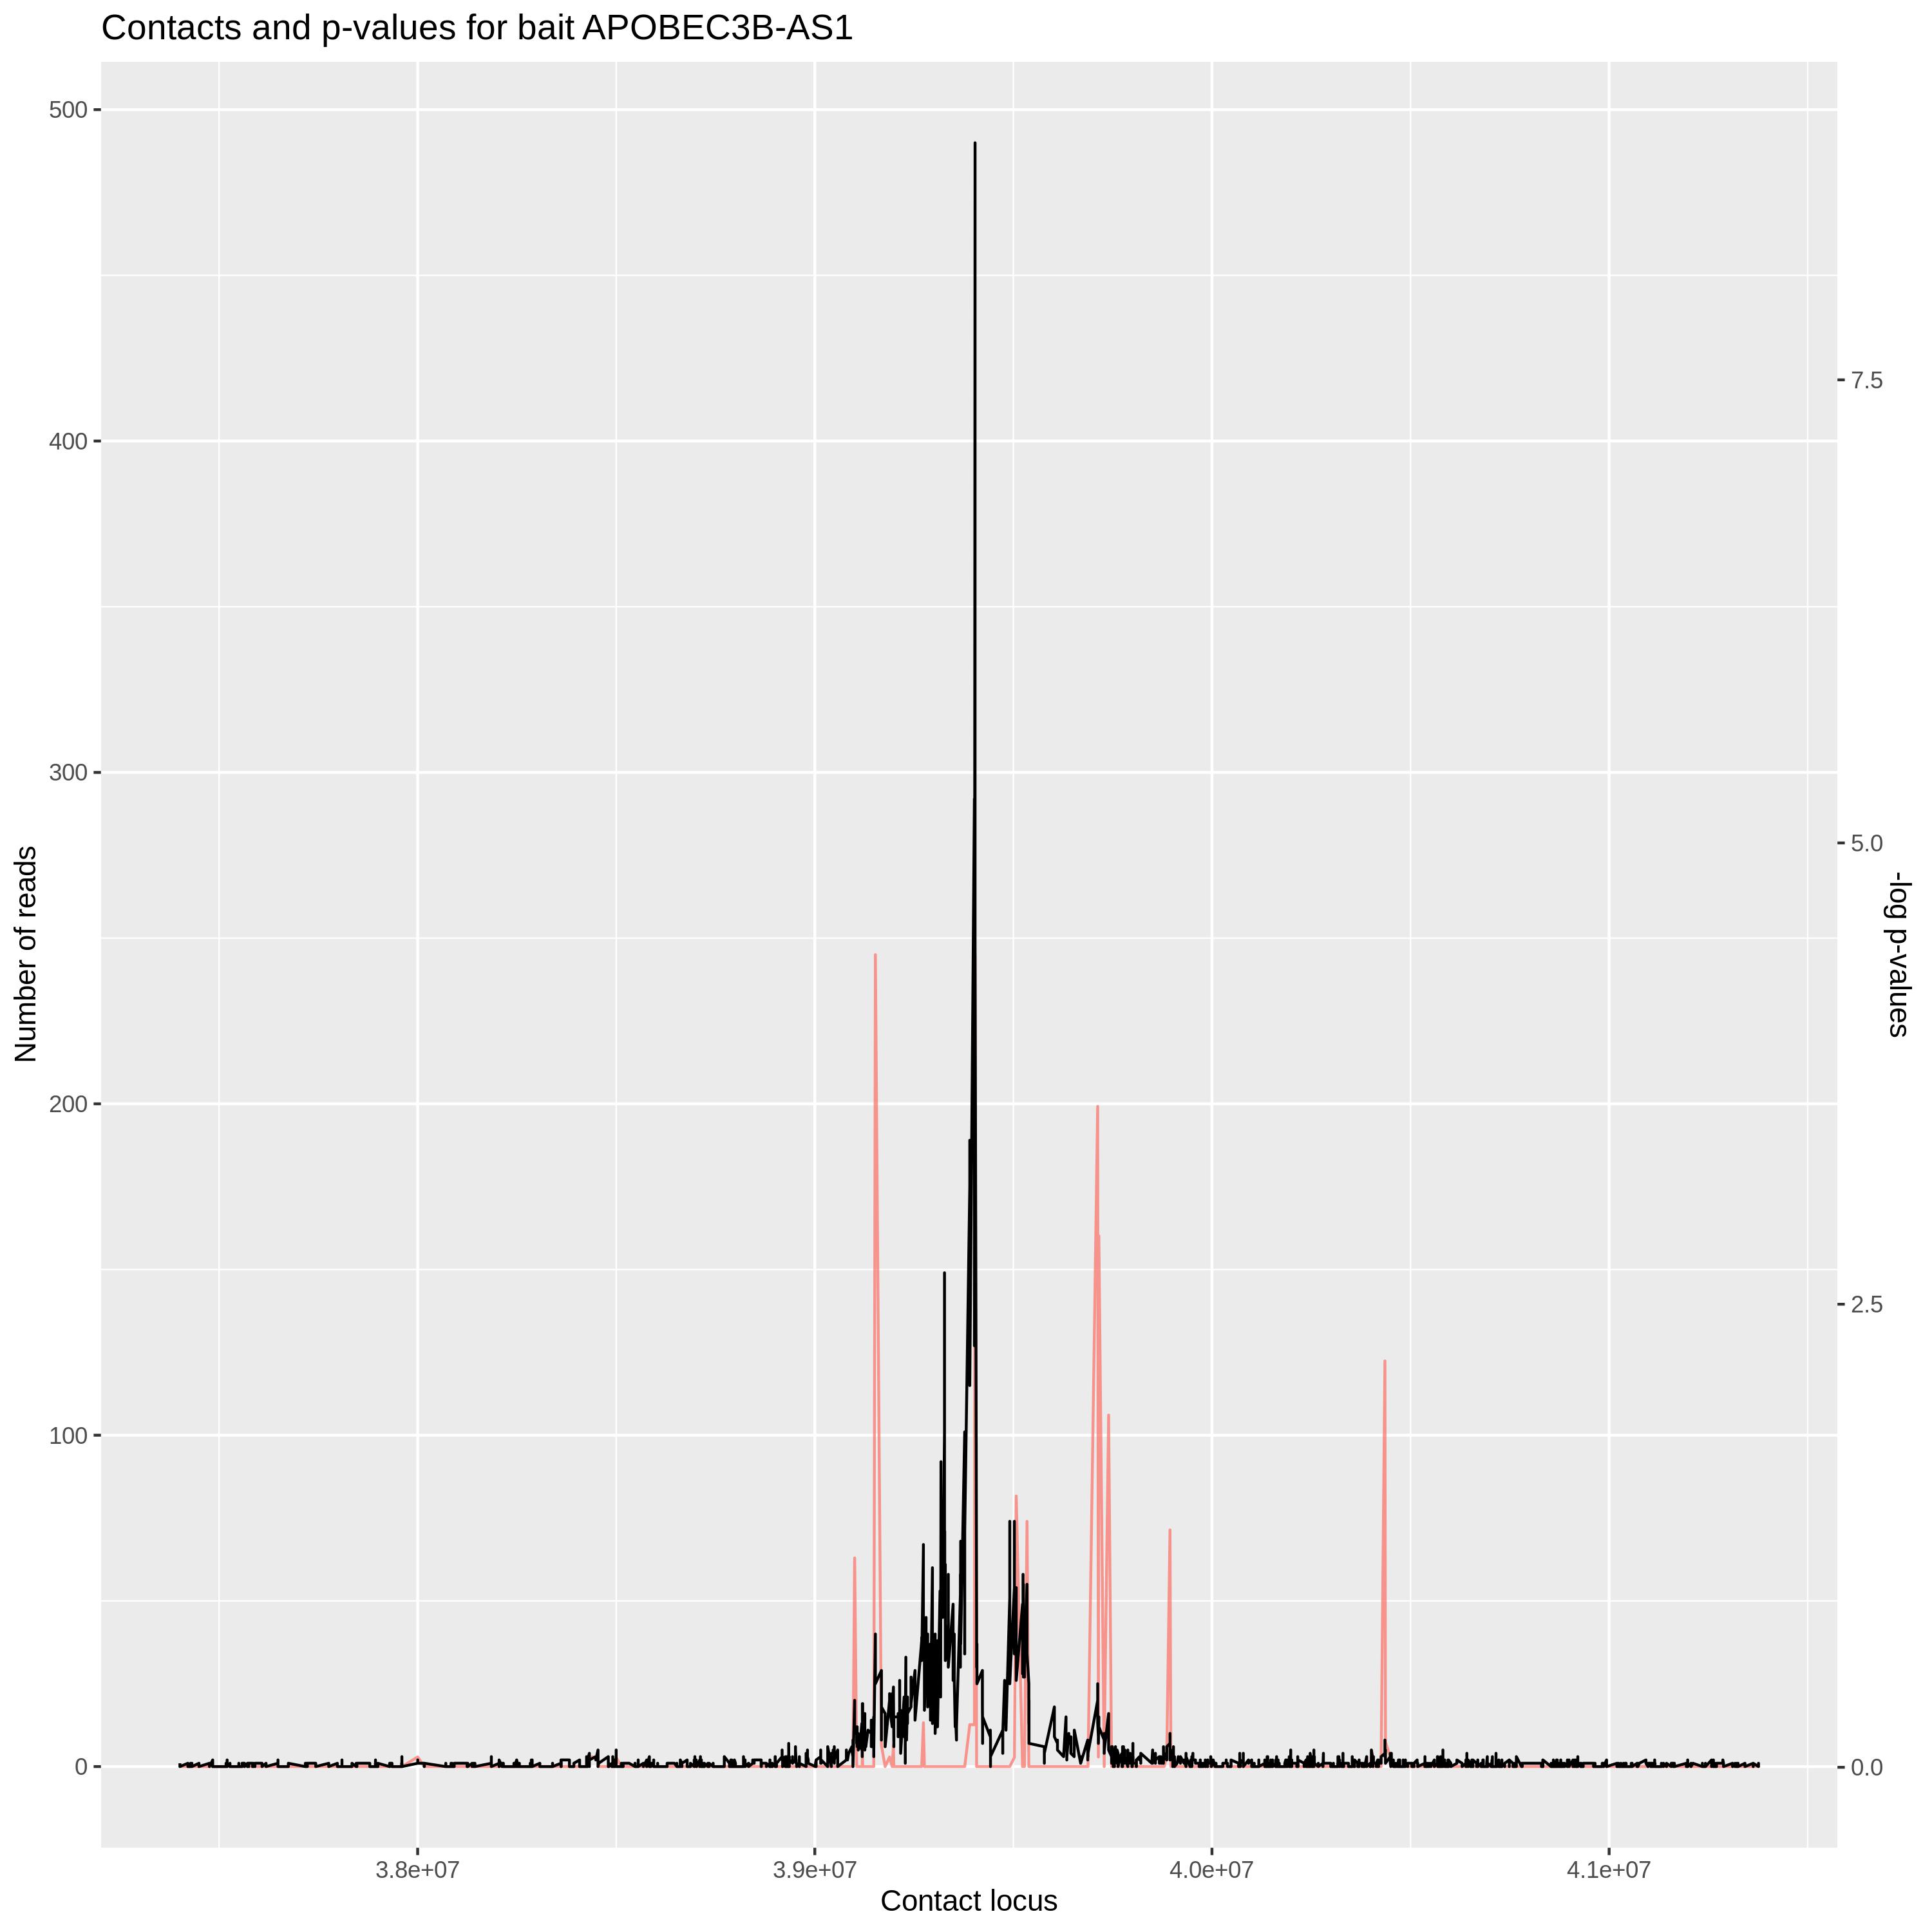 Contacts and p-values for bait APOBEC3B-AS1
500
400
300
200
100
0
Number of reads
7.5
5.0
2.5
0.0
-log p-values
3.8e+07
3.9e+07
4.0e+07
4.1e+07
Contact locus